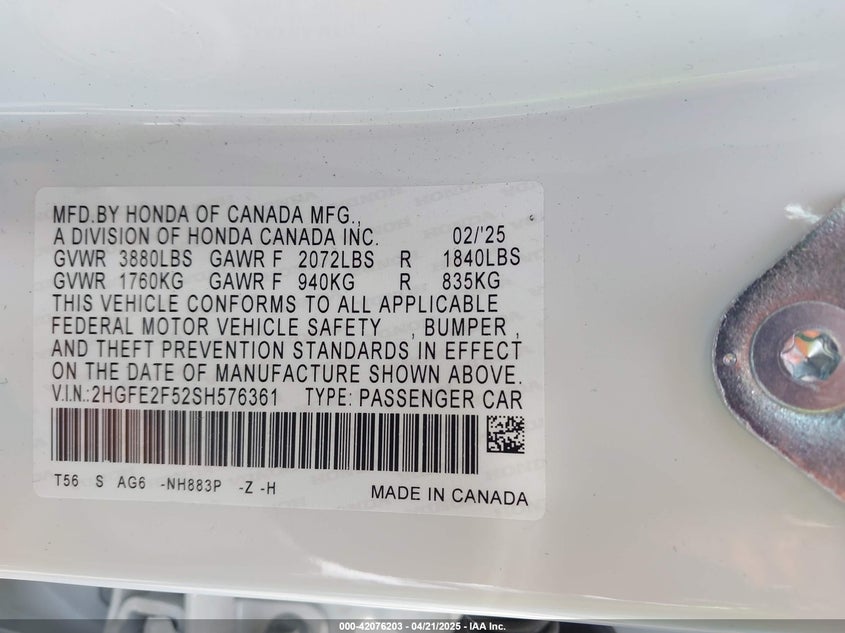 MFD.BY HONDA OF CANADA MFG.,
A DIVISION OF HONDA CANADA INC. 02/'25
GVWR 3880LBS GAWR F 2072LBS R 1840LBS
GVWR 1760KG GAWR F 940KG R 835KG
THIS VEHICLE CONFORMS TO ALL APPLICABLE
FEDERAL MOTOR VEHICLE SAFETY , BUMPER ,
AND THEFT PREVENTION STANDARDS IN EFFECT
ON THE DATE OF MANUFACTURE SHOWN ABOVE.
V.I.N.:2HGFE2F52SH576361 TYPE: PASSENGER CAR
T56 S AG6 -NH883P -Z -H
MADE IN CANADA
000-42076203 - 04/21/2025 - IAA Inc.